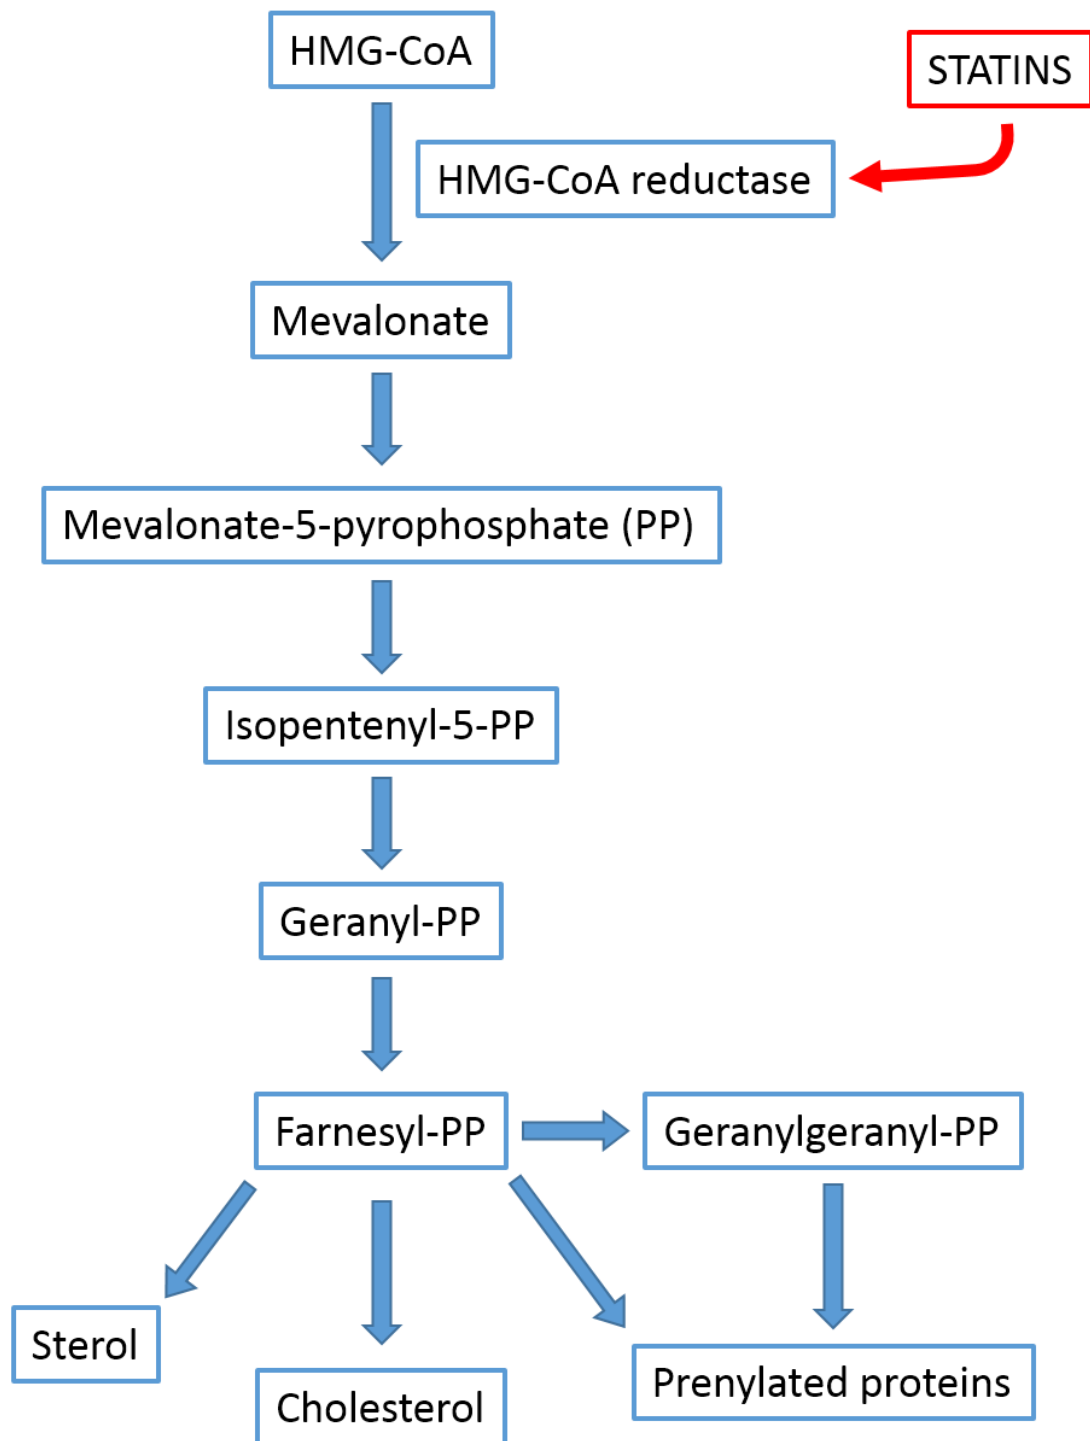 HMG-CoA
STATINS
HMG-CoA reductase
Mevalonate
Mevalonate-5-pyrophosphate (PP)
Isopentenyl-5-PP
Geranyl-PP
Farnesyl-PP
Geranylgeranyl-PP
Sterol
Cholesterol
Prenylated proteins